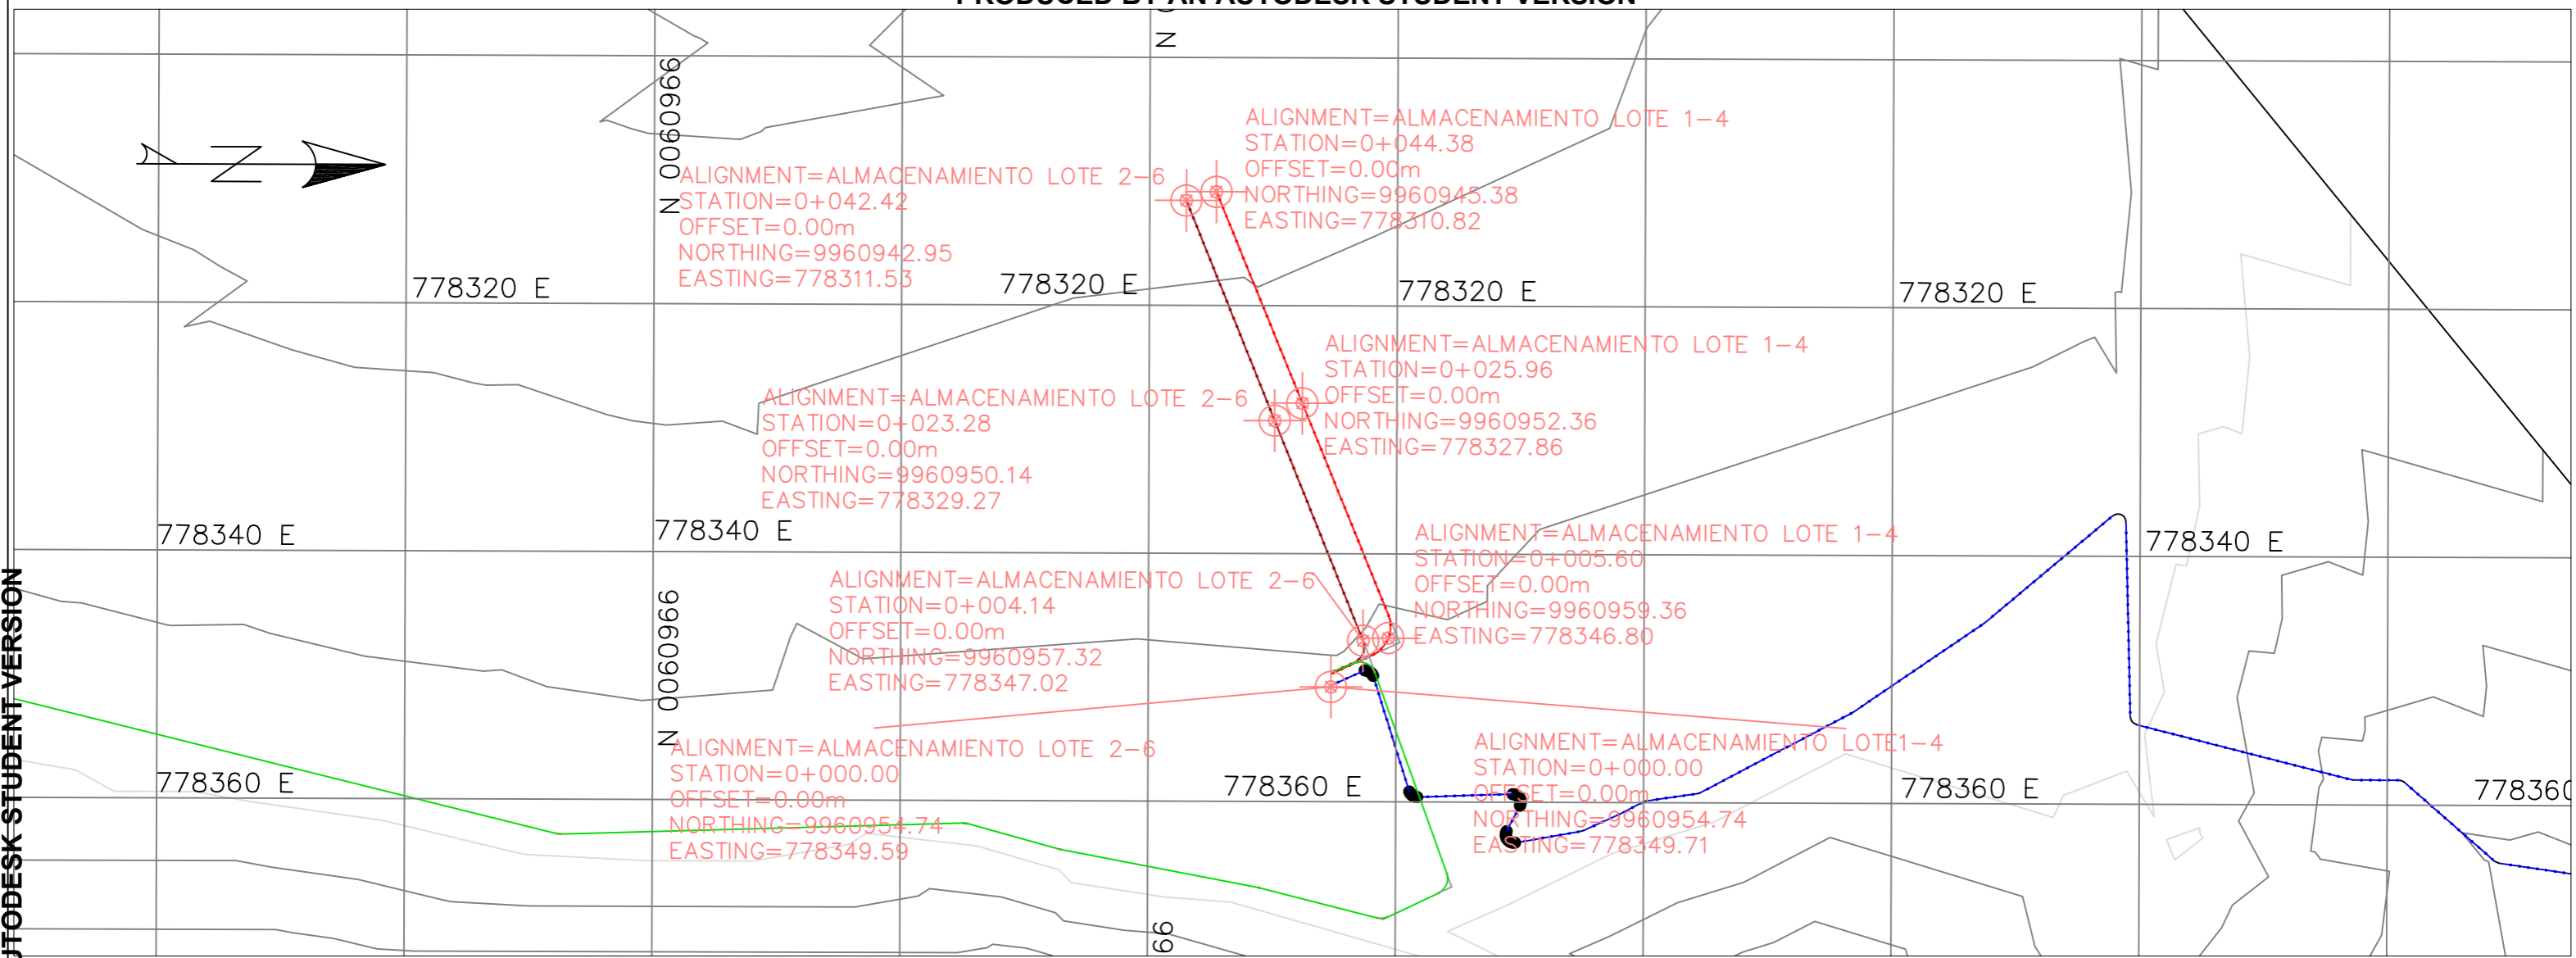 PRODUCED BY AN AUTODESK STUDENT VERSION
N
N 9960900
ALIGNMENT=ALMACENAMIENTO LOTE 1-4
STATION=0+044.38
OFFSET=0.00m
NORTHING=9960945.38
EASTING=778310.82
N
ALIGNMENT=ALMACENAMIENTO LOTE 2-6
STATION=0+042.42
OFFSET=0.00m
NORTHING=9960942.95
EASTING=778311.53
778320 E
778320 E
778320 E
778320 E
ALIGNMENT=ALMACENAMIENTO LOTE 1-4
STATION=0+025.96
OFFSET=0.00m
NORTHING=9960952.36
EASTING=778327.86
ALIGNMENT=ALMACENAMIENTO LOTE 2-6
STATION=0+023.28
OFFSET=0.00m
NORTHING=9960950.14
EASTING=778329.27
778340 E
778340 E
778340 E
ALIGNMENT=ALMACENAMIENTO LOTE 1-4
STATION=0+005.60
OFFSET=0.00m
NORTHING=9960959.36
EASTING=778346.80
ALIGNMENT=ALMACENAMIENTO LOTE 2-6
STATION=0+004.14
OFFSET=0.00m
NORTHING=9960957.32
EASTING=778347.02
N 9960900
ALIGNMENT=ALMACENAMIENTO LOTE 2-6
STATION=0+000.00
OFFSET=0.00m
NORTHING=9960954.74
EASTING=778349.59
ALIGNMENT=ALMACENAMIENTO LOTE1-4
STATION=0+000.00
OFFSET=0.00m
NORTHING=9960954.74
EASTING=778349.71
778360 E
778360 E
778360 E
778360
99
UTODESK STUDENT VERSION